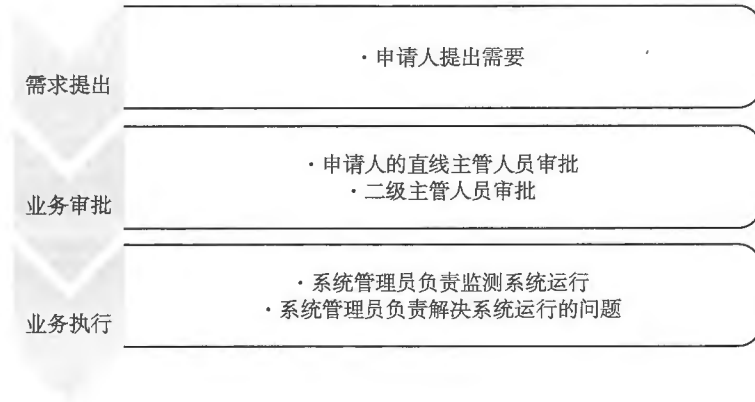 需求提出
·申请人提出需要
业务审批
·申请人的直线主管人员审批
·二级主管人员审批
业务执行
·系统管理员负责监测系统运行
·系统管理员负责解决系统运行的问题